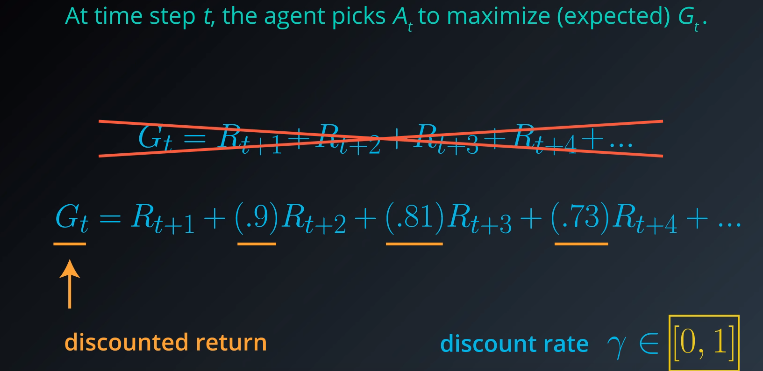 At time step t, the agent picks A_t to maximize (expected) G_t.
G_t = R_{t+1} + R_{t+2} + R_{t+3} + R_{t+4} + ...
G_t = R_{t+1} + (.9)R_{t+2} + (.81)R_{t+3} + (.73)R_{t+4} + ...
discounted return
discount rate γ ∈ [0, 1]